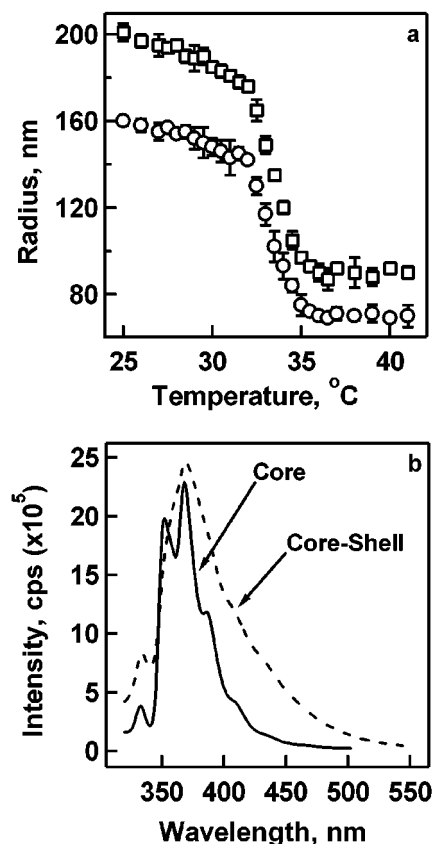 a
200
160
120
80
Radius, nm
25 30 35 40
Temperature, °C
b
25
20
15
10
5
0
Intensity, cps (x10⁵)
Core
Core-Shell
350 400 450 500 550
Wavelength, nm